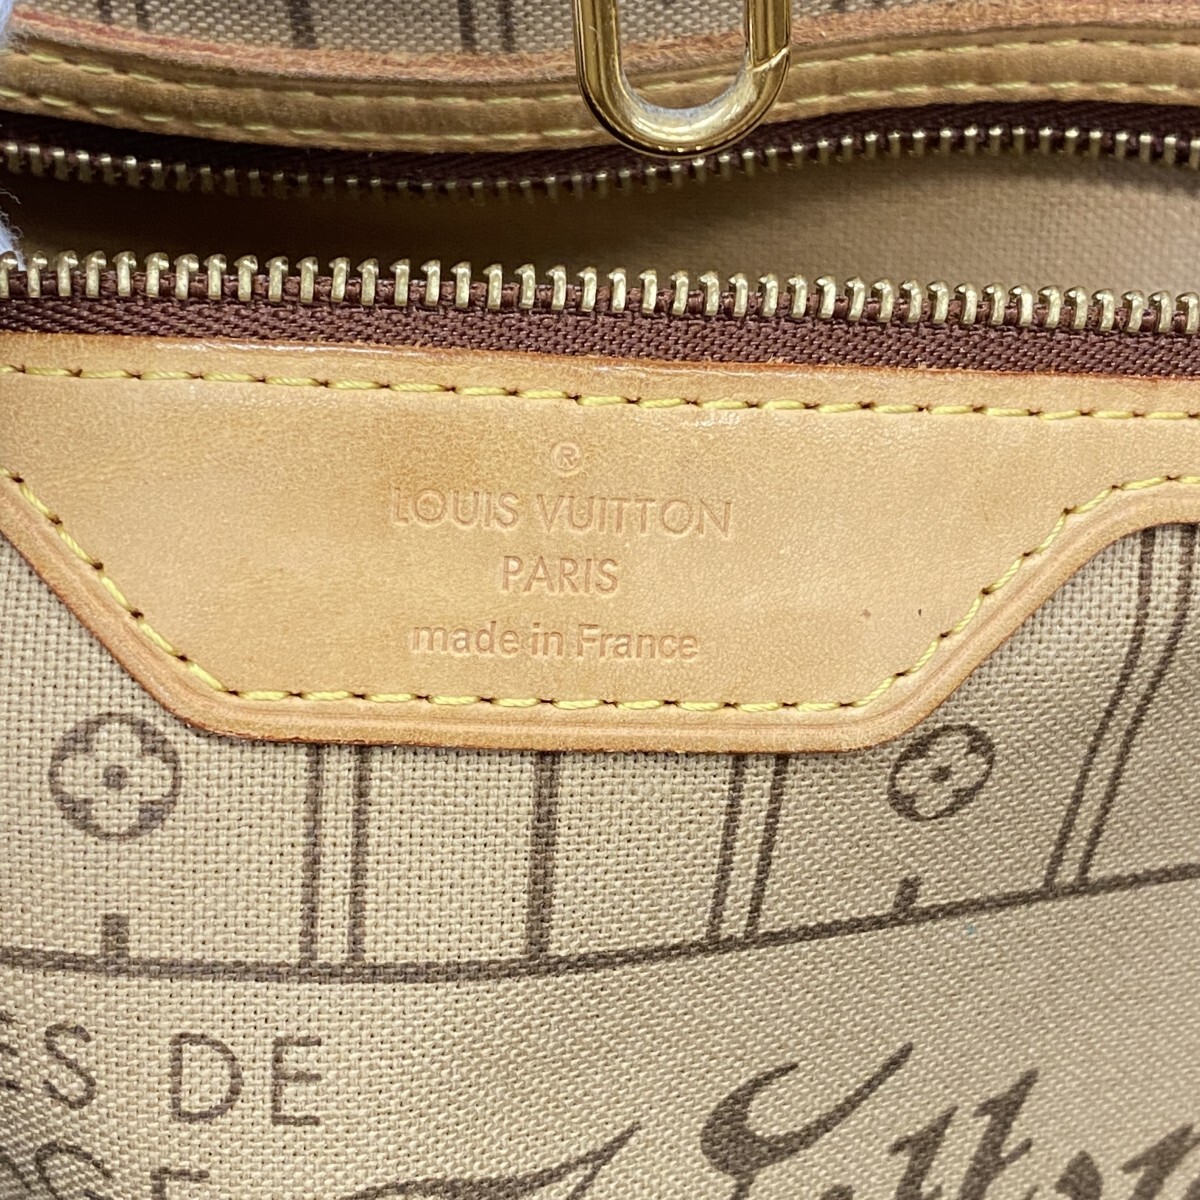 ®
LOUIS VUITTON
PARIS
made in France
ES DE